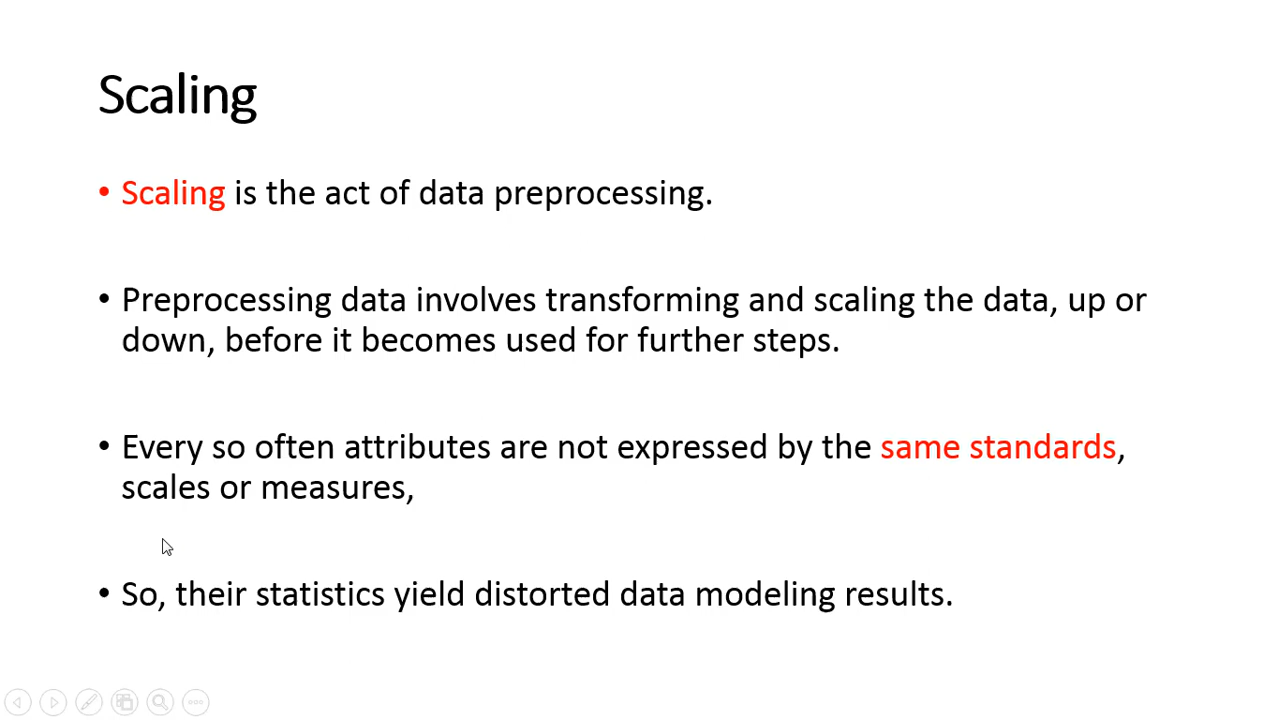 Scaling
• Scaling is the act of data preprocessing.
• Preprocessing data involves transforming and scaling the data, up or
down, before it becomes used for further steps.
• Every so often attributes are not expressed by the same standards,
scales or measures,
• So, their statistics yield distorted data modeling results.